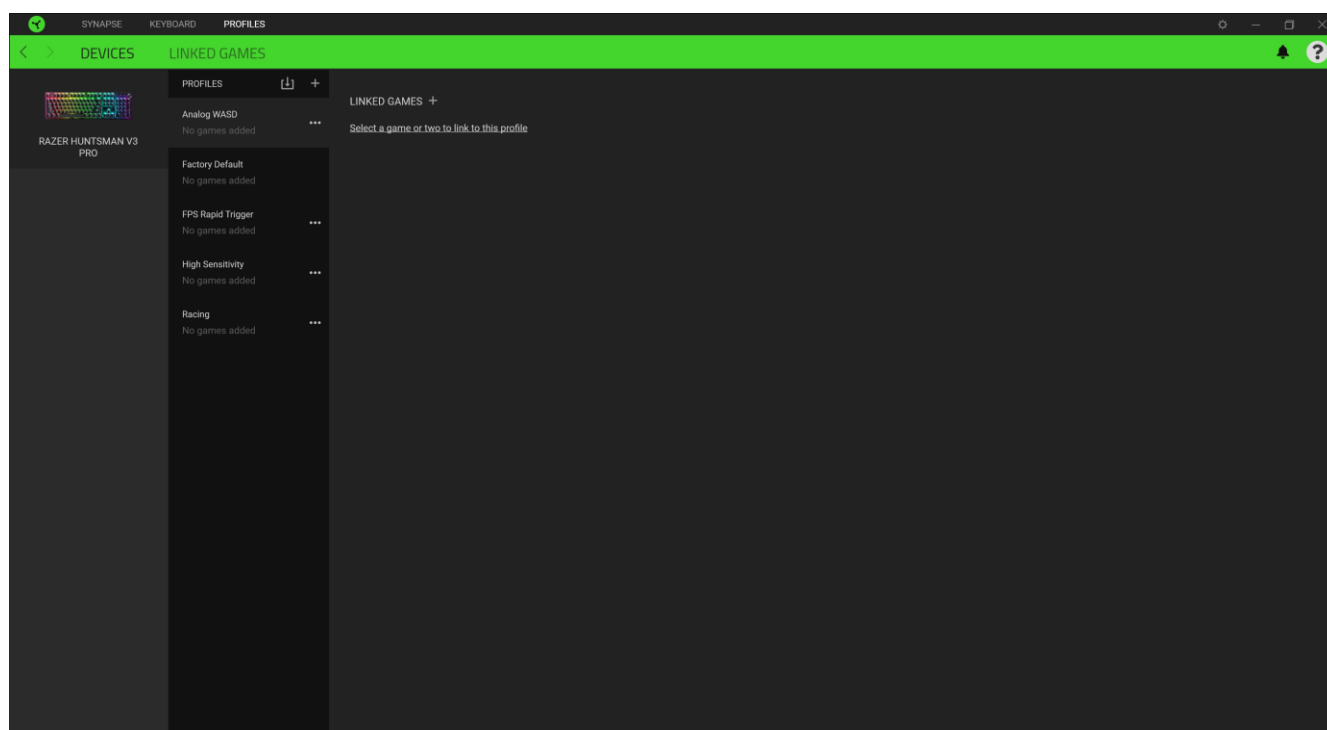 SYNAPSE KEYBOARD PROFILES
DEVICES LINKED GAMES
RAZER HUNTSMAN V3
PRO
PROFILES
Analog WASD
No games added
Factory Default
No games added
FPS Rapid Trigger
No games added
High Sensitivity
No games added
Racing
No games added
LINKED GAMES +
Select a game or two to link to this profile